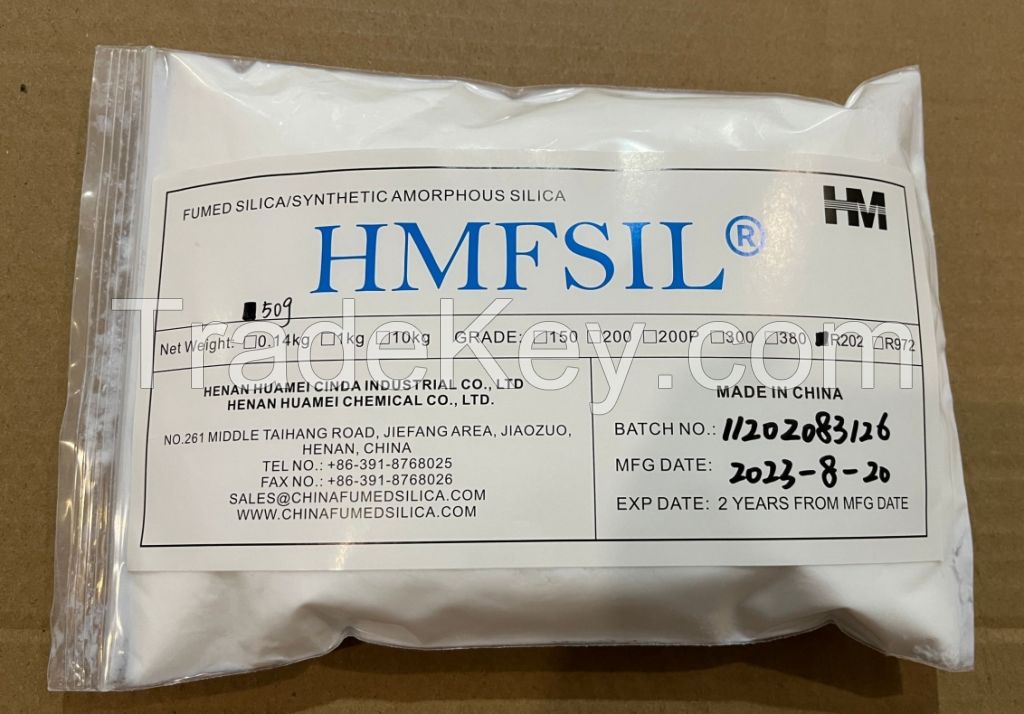 FUMED SILICA/SYNTHETIC AMORPHOUS SILICA
HM
HMFSIL®
■50g
Net Weight: □0.14kg □1kg □10kg GRADE: □150 □200 □200P □300 □380 ■R202 □R972
HENAN HUAMEI CINDA INDUSTRIAL CO., LTD
HENAN HUAMEI CHEMICAL CO., LTD.
NO.261 MIDDLE TAIHANG ROAD, JIEFANG AREA, JIAOZUO,
HENAN, CHINA
TEL NO.: +86-391-8768025
FAX NO.: +86-391-8768026
SALES@CHINAFUMEDSILICA.COM
WWW.CHINAFUMEDSILICA.COM
MADE IN CHINA
BATCH NO.: 11202083126
MFG DATE: 2023-8-20
EXP DATE: 2 YEARS FROM MFG DATE
TradeKey.com